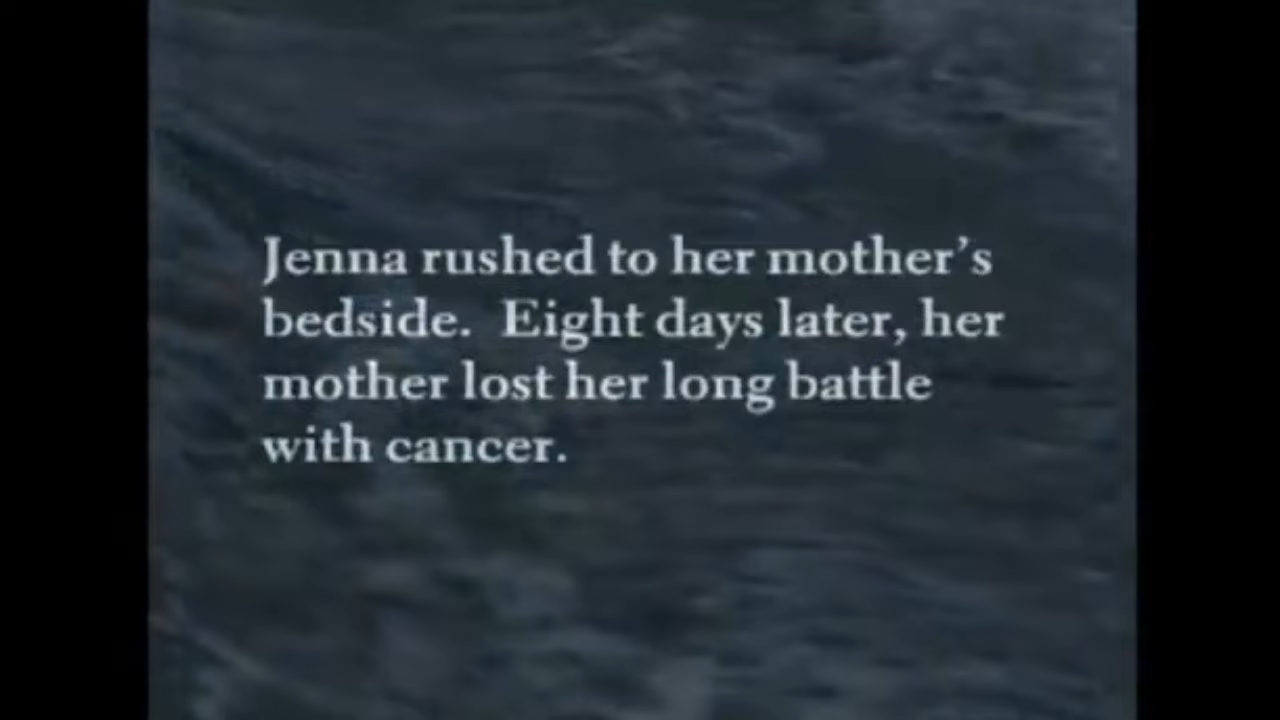 Jenna rushed to her mother’s
bedside.  Eight days later, her
mother lost her long battle
with cancer.